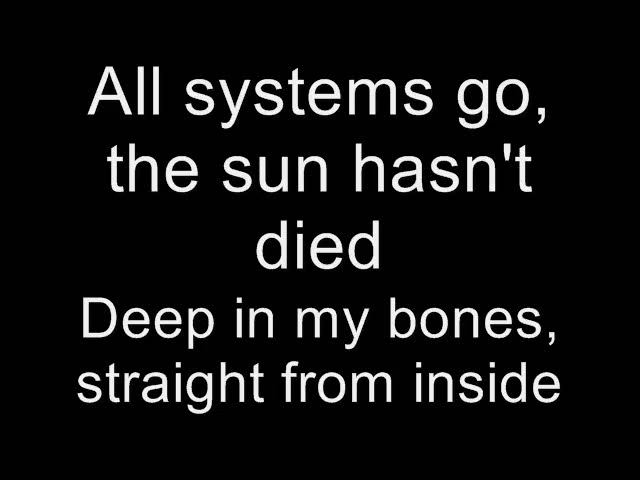 All systems go,
the sun hasn't
died
Deep in my bones,
straight from inside